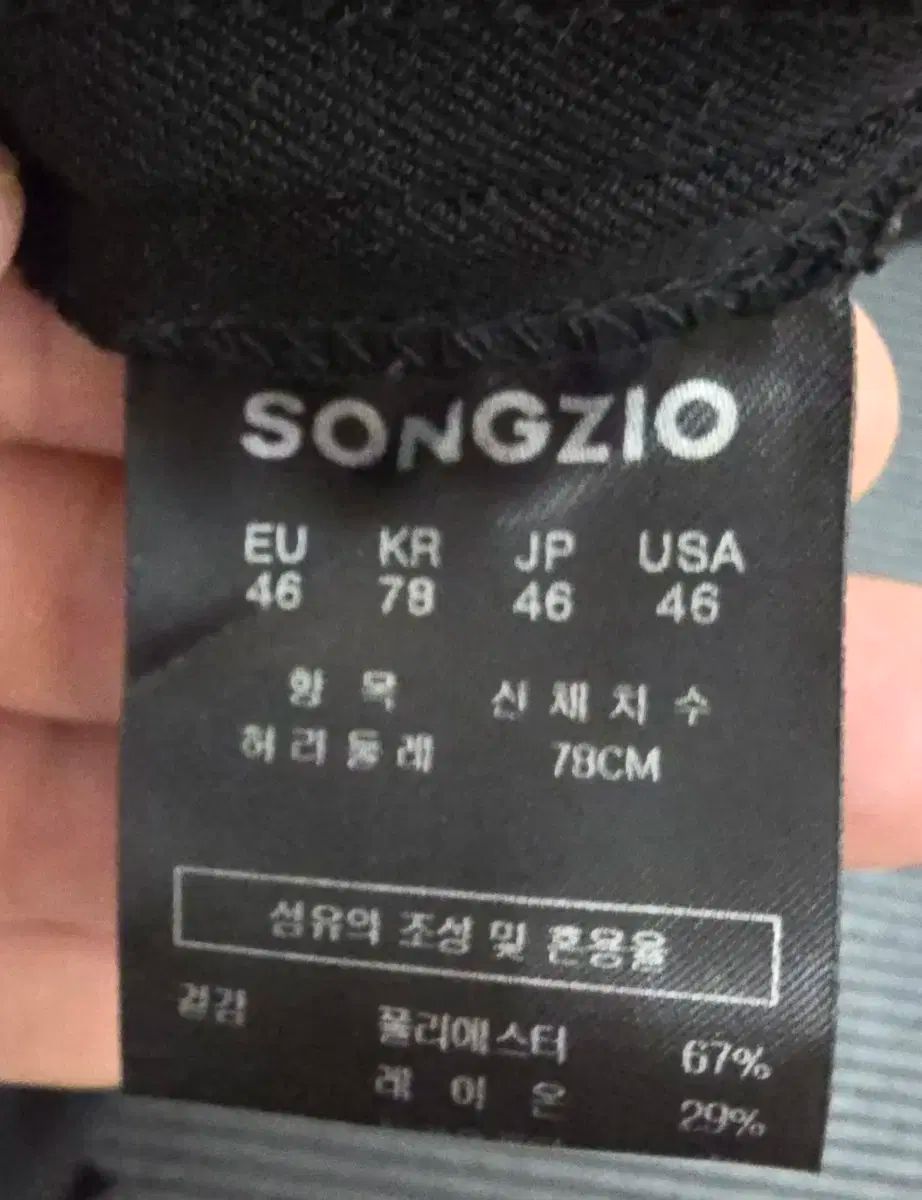 SONGZIO
EU KR JP USA
46 78 46 46
항목 신체치수
허리둘레 78CM
섬유의 조성 및 혼용율
겉감 폴리에스터 67%
레이온 29%